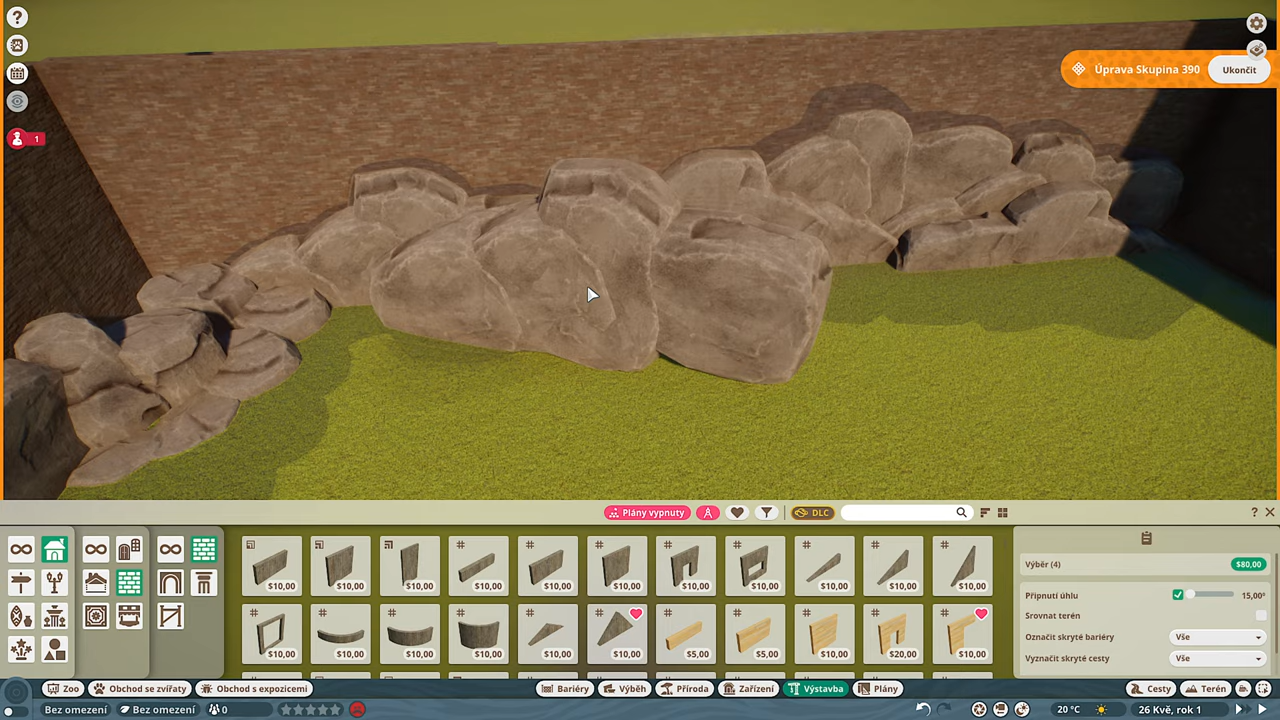 Úprava Skupina 390
Ukončit
1
Plány vypnuty
DLC
$10,00 $10,00 $10,00 $10,00 $10,00 $10,00 $10,00 $10,00 $10,00 $10,00 $10,00
$10,00 $10,00 $10,00 $10,00 $10,00 $10,00 $5,00 $5,00 $10,00 $20,00 $10,00
Výběr (4)
$80,00
Připnutí úhlu
15,00°
Srovnat terén
Označit skryté bariéry
Vše
Vyznačit skryté cesty
Vše
Zoo
Obchod se zvířaty
Obchod s expozicemi
Bariéry
Výběh
Příroda
Zařízení
Výstavba
Plány
Cesty
Terén
Bez omezení
Bez omezení
0
20 °C
26 Kvě, rok 1